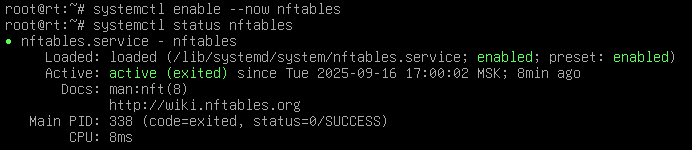 root@rt:~# systemctl enable --now nftables
root@rt:~# systemctl status nftables
● nftables.service - nftables
Loaded: loaded (/lib/systemd/system/nftables.service; enabled; preset: enabled)
Active: active (exited) since Tue 2025-09-16 17:00:02 MSK; 8min ago
Docs: man:nft(8)
http://wiki.nftables.org
Main PID: 338 (code=exited, status=0/SUCCESS)
CPU: 8ms